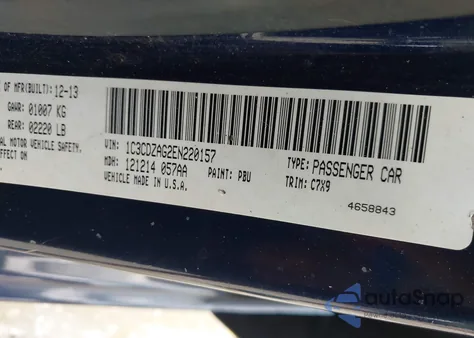 OF MFR(BUILT): 12-13
GAWR: 01007 KG
REAR: 02220 LB
AL MOTOR VEHICLE SAFETY,
EFFECT ON
VIN: 1C3CDZAG2EN220157
MDH: 121214 057AA
PAINT: PBU
VEHICLE MADE IN U.S.A.
TYPE: PASSENGER CAR
TRIM: C7X9
4658843
autoSnap